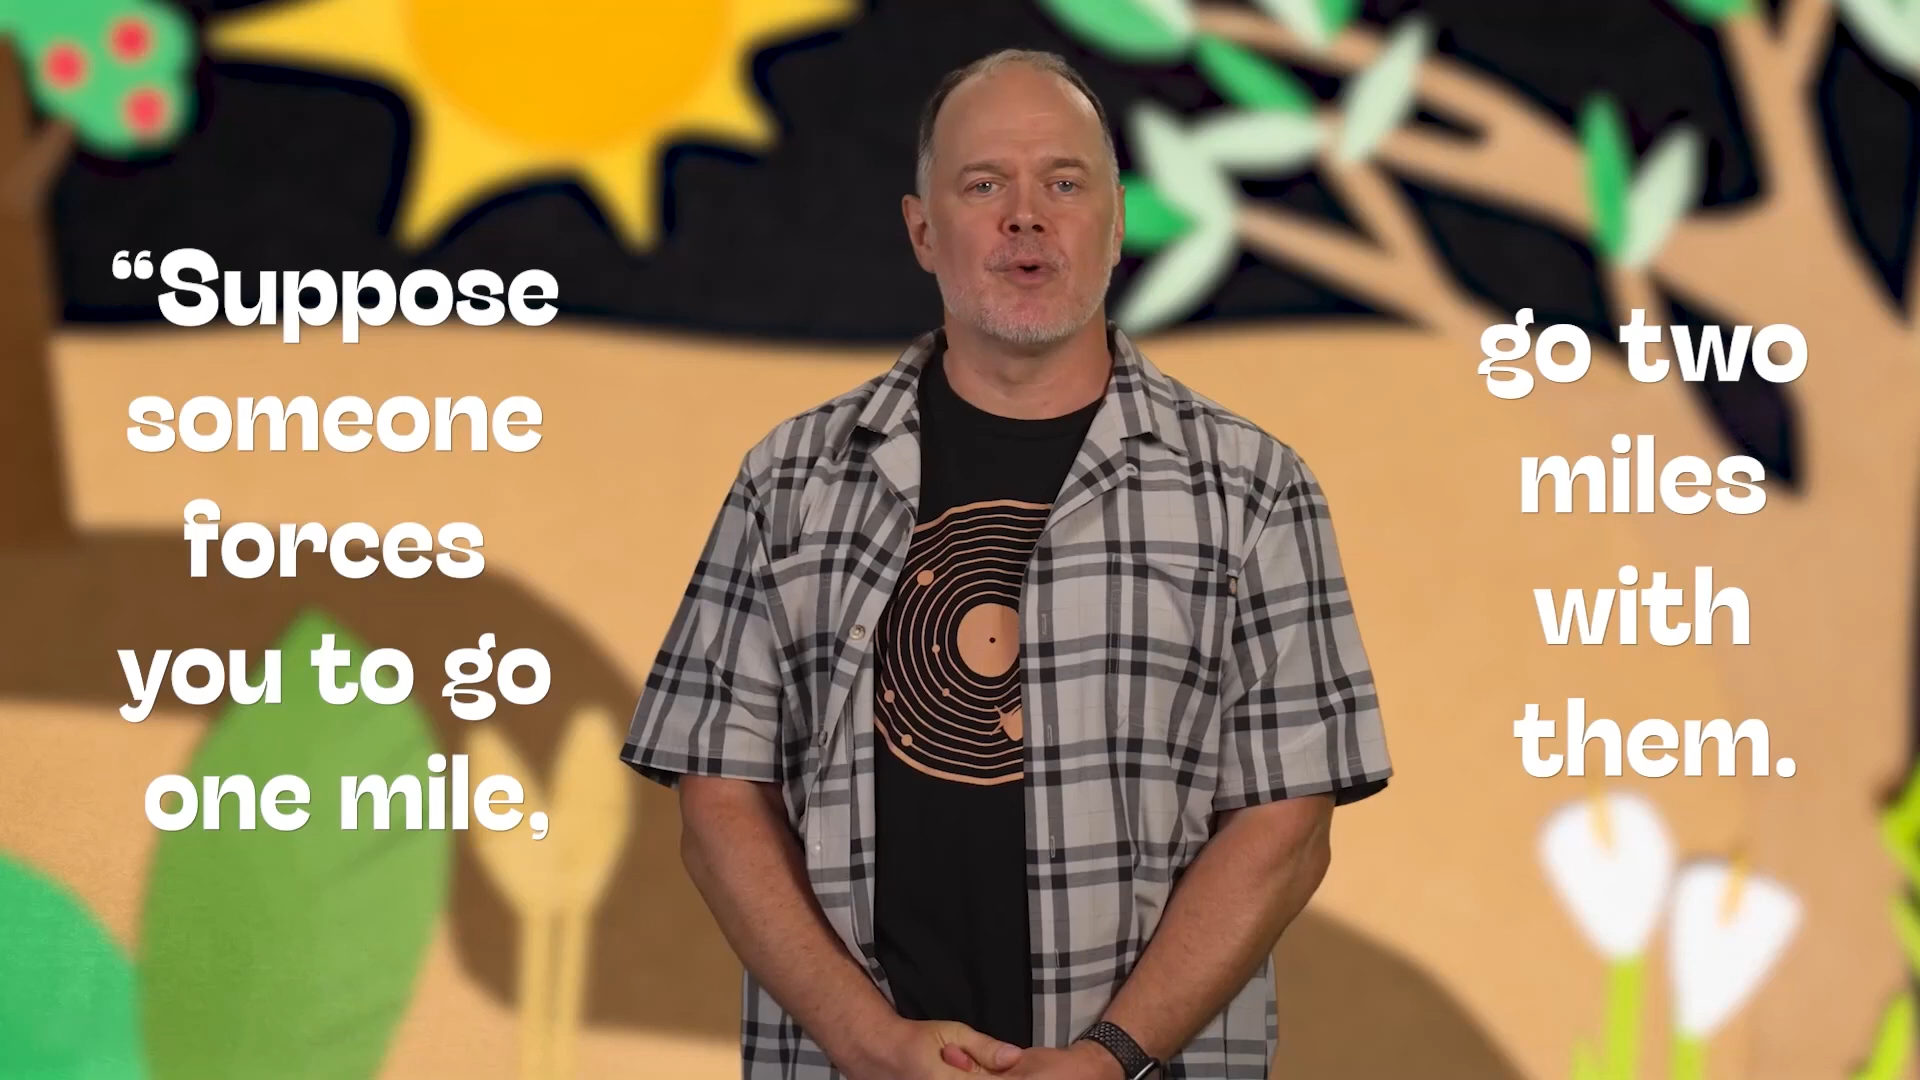 “Suppose
someone
forces
you to go
one mile,
go two
miles
with
them.